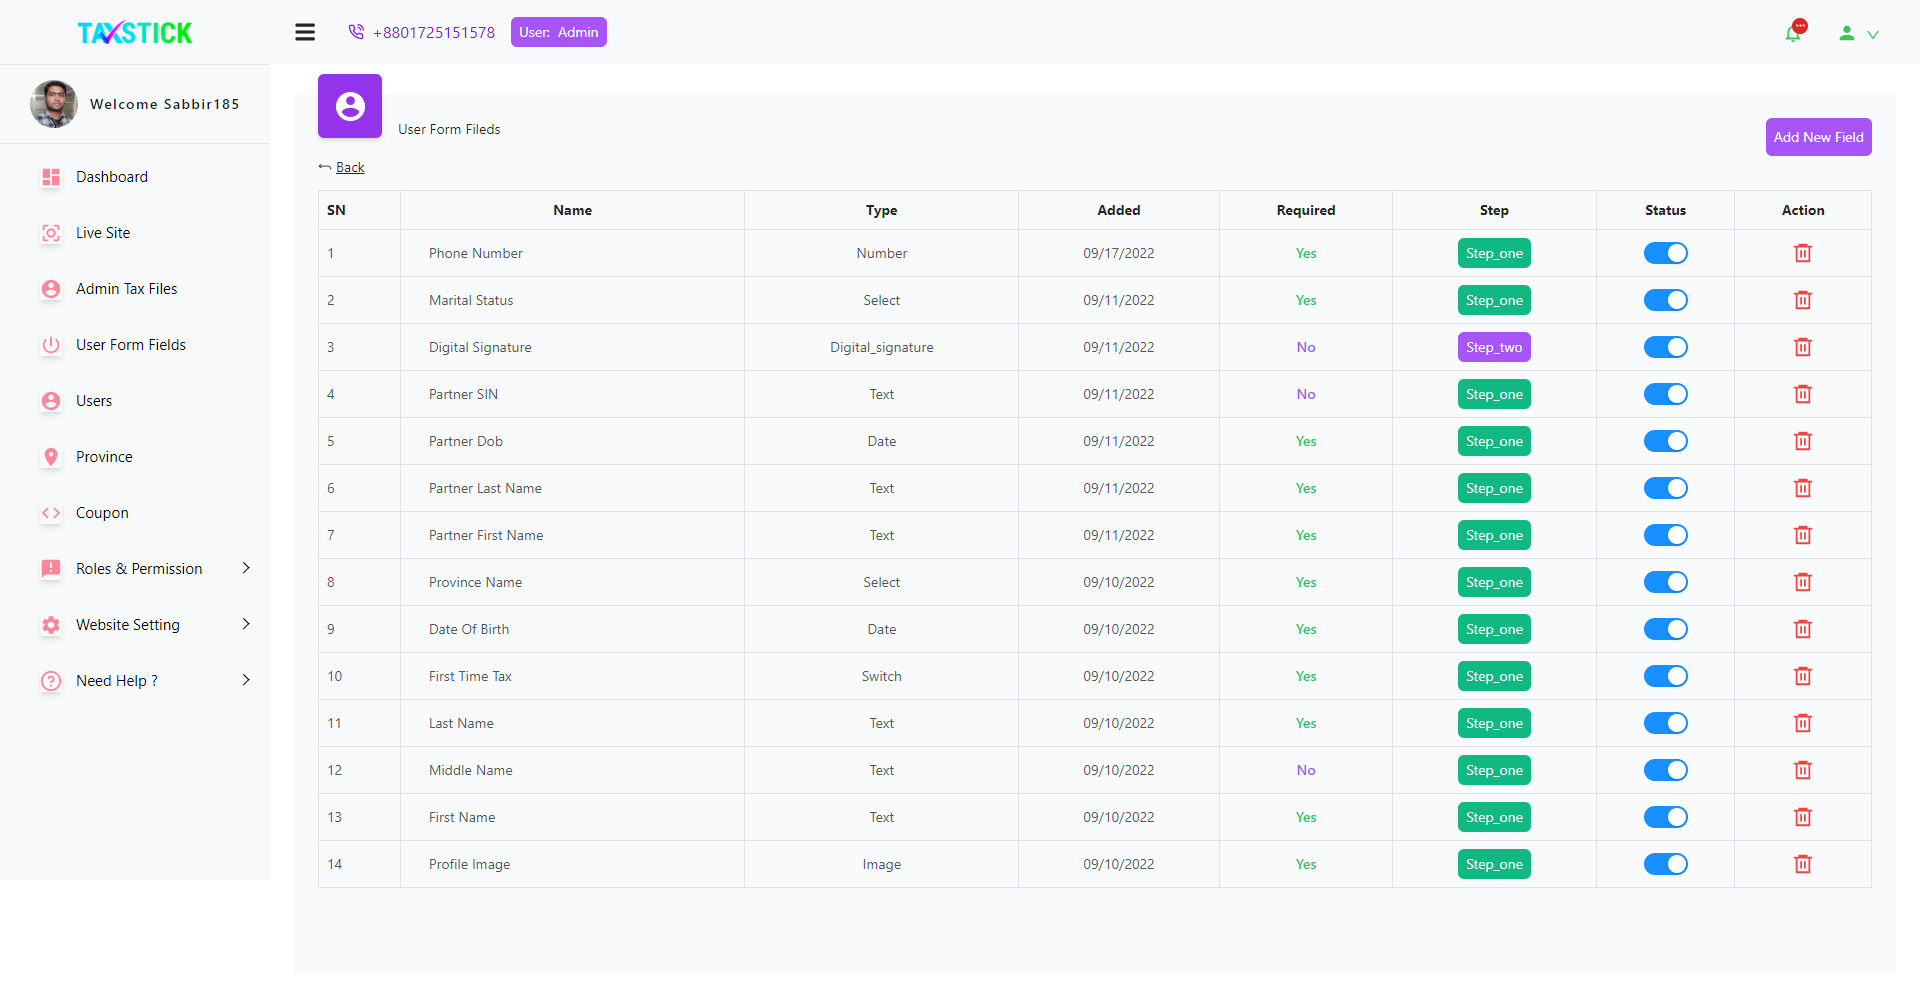 TAXSTICK
+8801725151578
User: Admin
Welcome Sabbir185
Dashboard
Live Site
Admin Tax Files
User Form Fields
Users
Province
Coupon
Roles & Permission
Website Setting
Need Help ?
User Form Fileds
Add New Field
Back
SN Name Type Added Required Step Status Action
1 Phone Number Number 09/17/2022 Yes Step_one
2 Marital Status Select 09/11/2022 Yes Step_one
3 Digital Signature Digital_signature 09/11/2022 No Step_two
4 Partner SIN Text 09/11/2022 No Step_one
5 Partner Dob Date 09/11/2022 Yes Step_one
6 Partner Last Name Text 09/11/2022 Yes Step_one
7 Partner First Name Text 09/11/2022 Yes Step_one
8 Province Name Select 09/10/2022 Yes Step_one
9 Date Of Birth Date 09/10/2022 Yes Step_one
10 First Time Tax Switch 09/10/2022 Yes Step_one
11 Last Name Text 09/10/2022 Yes Step_one
12 Middle Name Text 09/10/2022 No Step_one
13 First Name Text 09/10/2022 Yes Step_one
14 Profile Image Image 09/10/2022 Yes Step_one